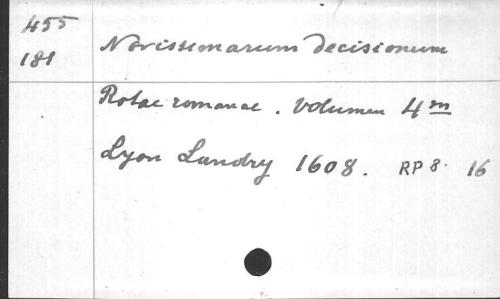 455
181
Novissimarum decisionum
Rotae romanae . Volumen 4m
Lyon Landry 1608. RP 8. 16